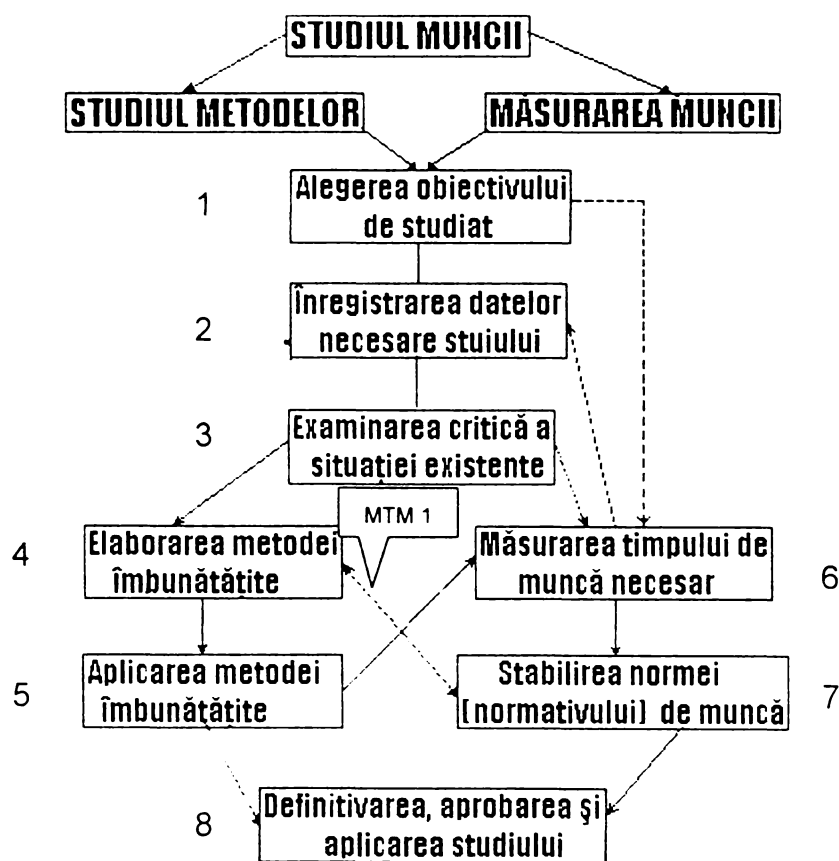 STUDIUL MUNCII
STUDIUL METODELOR
MĂSURAREA MUNCII
1
Alegerea obiectivului
de studiat
2
Înregistrarea datelor
necesare stuiului
3
Examinarea critică a
situației existente
MTM 1
4
Elaborarea metodei
îmbunătățite
Măsurarea timpului de
muncă necesar
6
5
Aplicarea metodei
îmbunătățite
Stabilirea normei
(normativului) de muncă
7
8
Definitivarea, aprobarea și
aplicarea studiului